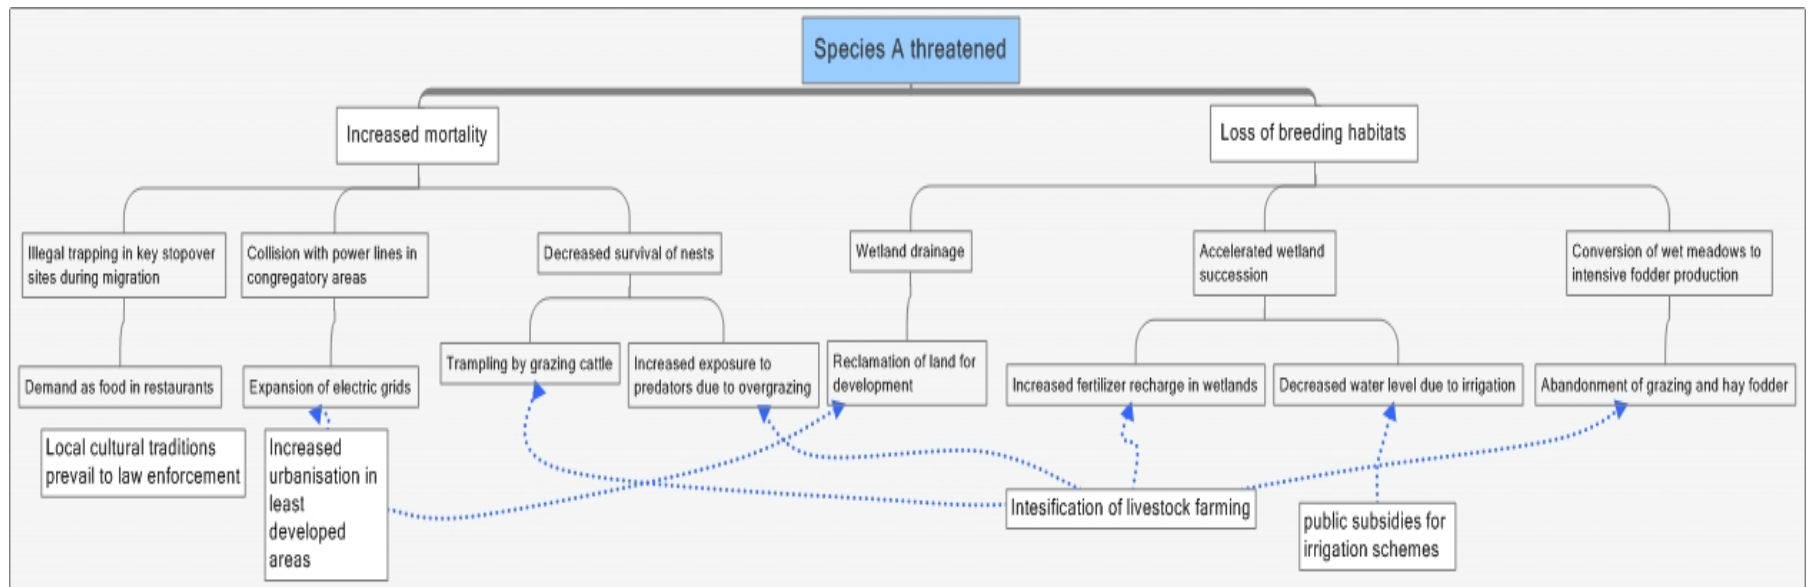 Species A threatened
Increased mortality
Loss of breeding habitats
Illegal trapping in key stopover
sites during migration
Collision with power lines in
congregatory areas
Decreased survival of nests
Wetland drainage
Accelerated wetland
succession
Conversion of wet meadows to
intensive fodder production
Demand as food in restaurants
Expansion of electric grids
Trampling by grazing cattle
Increased exposure to
predators due to overgrazing
Reclamation of land for
development
Increased fertilizer recharge in wetlands
Decreased water level due to irrigation
Abandonment of grazing and hay fodder
Local cultural traditions
prevail to law enforcement
Increased
urbanisation in
least
developed
areas
Intesification of livestock farming
public subsidies for
irrigation schemes